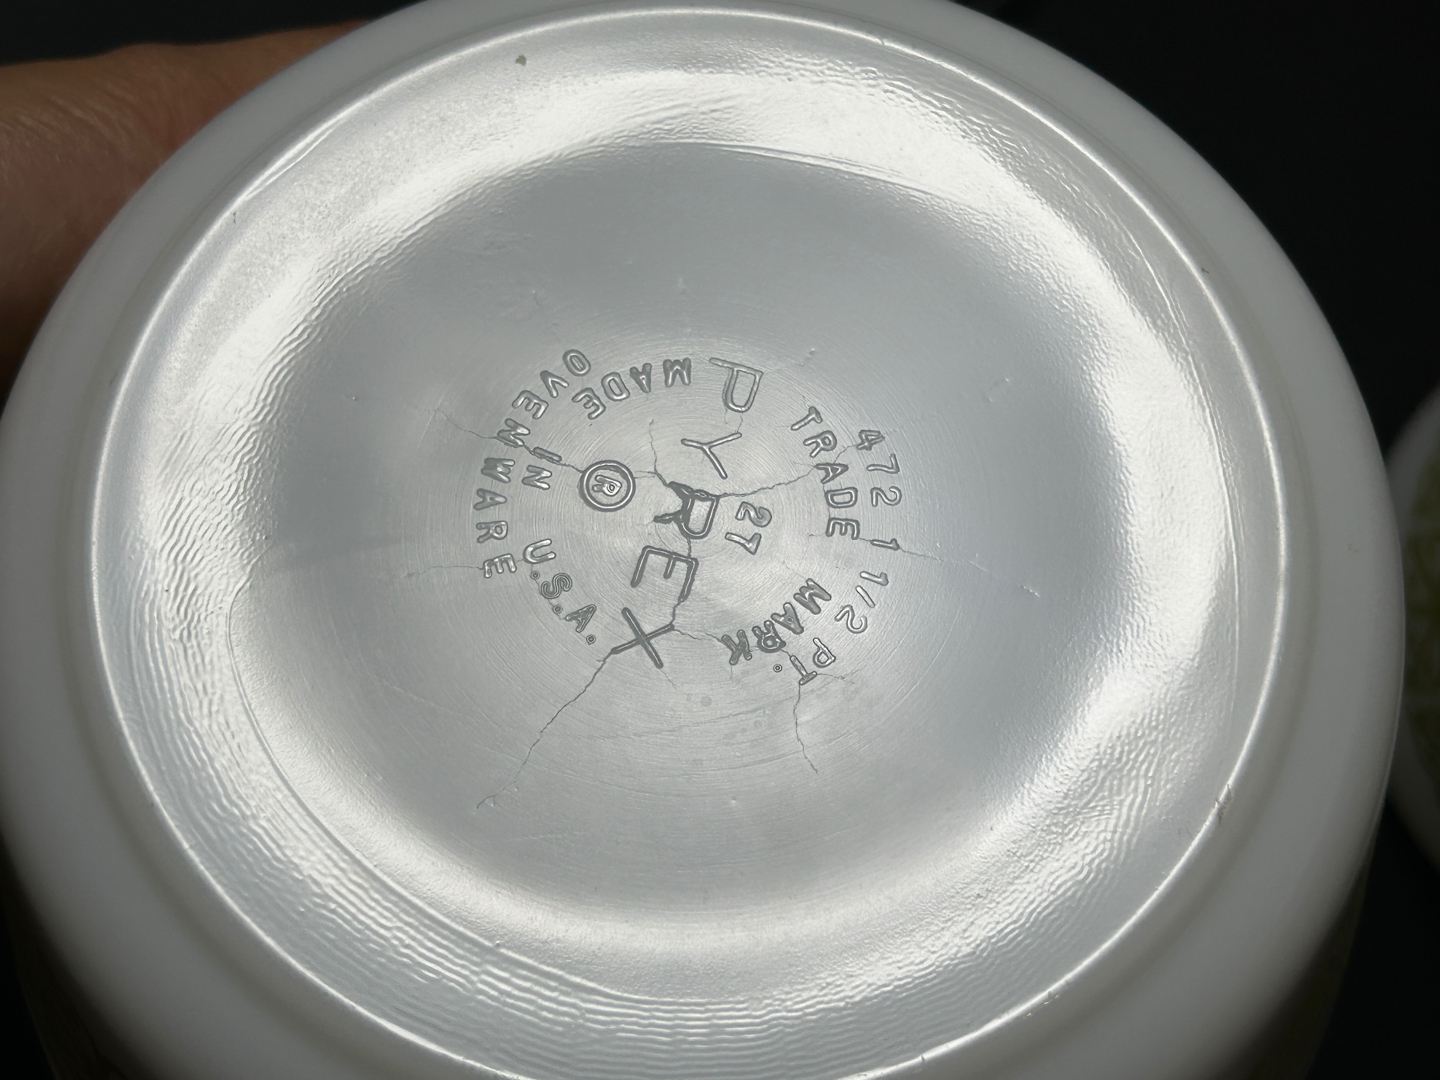 PYREX
®
TRADE MARK
MADE IN U.S.A.
OVENWARE
472 1 1/2 PT.
27